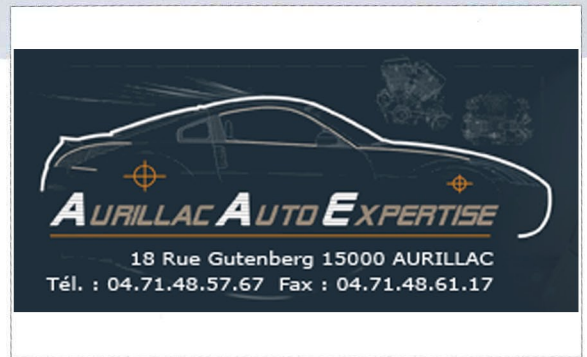 AURILLAC AUTO EXPERTISE
18 Rue Gutenberg 15000 AURILLAC
Tél. : 04.71.48.57.67 Fax : 04.71.48.61.17